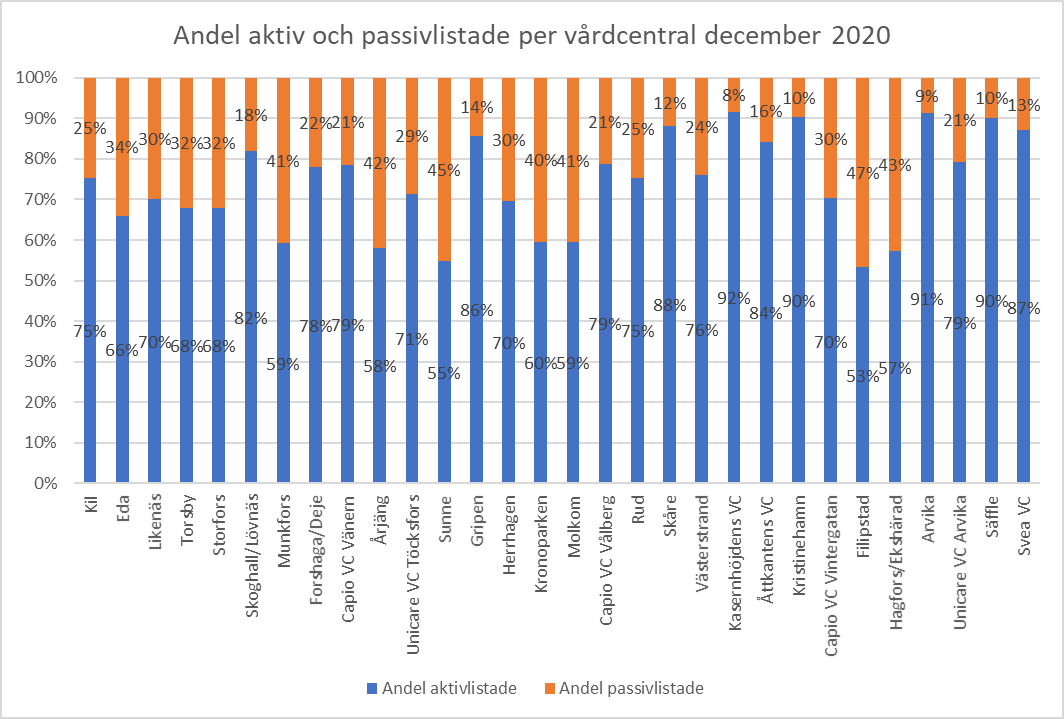 Andel aktiv och passivlistade per vårdcentral december 2020
100%
90%
80%
70%
60%
50%
40%
30%
20%
10%
0%
25% 34% 30% 32% 32% 18% 41% 22% 21% 42% 29% 45% 14% 30% 40% 41% 21% 25% 12% 24% 8% 16% 10% 30% 47% 43% 9% 21% 10% 13%
75% 66% 70% 68% 68% 82% 59% 78% 79% 58% 71% 55% 86% 70% 60% 59% 79% 75% 88% 76% 92% 84% 90% 70% 53% 57% 91% 79% 90% 87%
Kil
Eda
Likenäs
Torsby
Storfors
Skoghall/Lövnäs
Munkfors
Forshaga/Deje
Capio VC Vänern
Årjäng
Unicare VC Töcksfors
Sunne
Gripen
Herrhagen
Kronoparken
Molkom
Capio VC Vålberg
Rud
Skåre
Västerstrand
Kasernhöjdens VC
Åttkantens VC
Kristinehamn
Capio VC Vintergatan
Filipstad
Hagfors/Ekshärad
Arvika
Unicare VC Arvika
Säffle
Svea VC
Andel aktivlistade Andel passivlistade